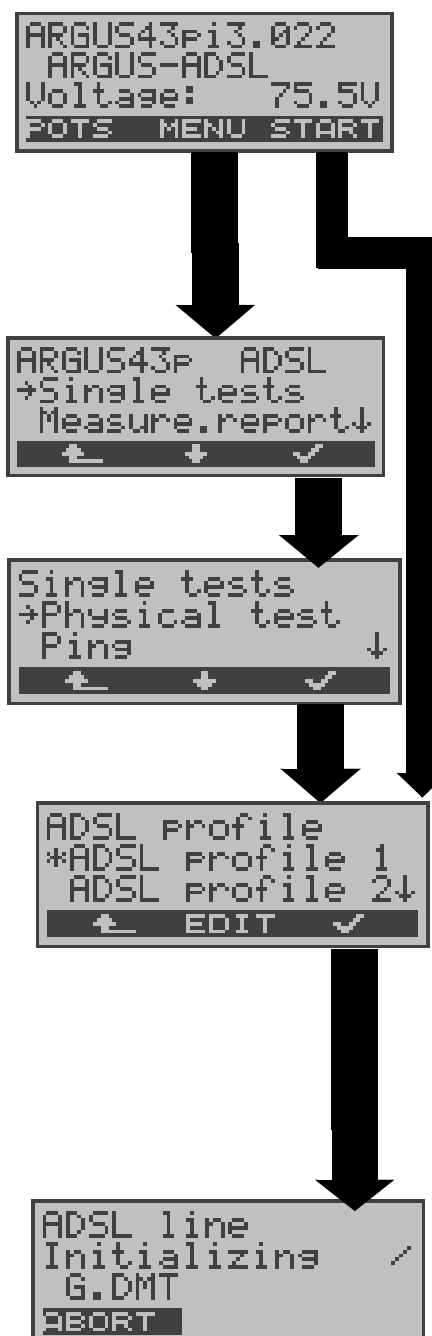 ARGUS43pi3.022
ARGUS-ADSL
Voltage: 75.5V
POTS MENU START
ARGUS43p ADSL
→Single tests
Measure.report↓
Single tests
→Physical test
Ping ↓
ADSL profile
*ADSL profile 1
ADSL profile 2↓
EDIT
ADSL line
Initializing /
G.DMT
ABORT